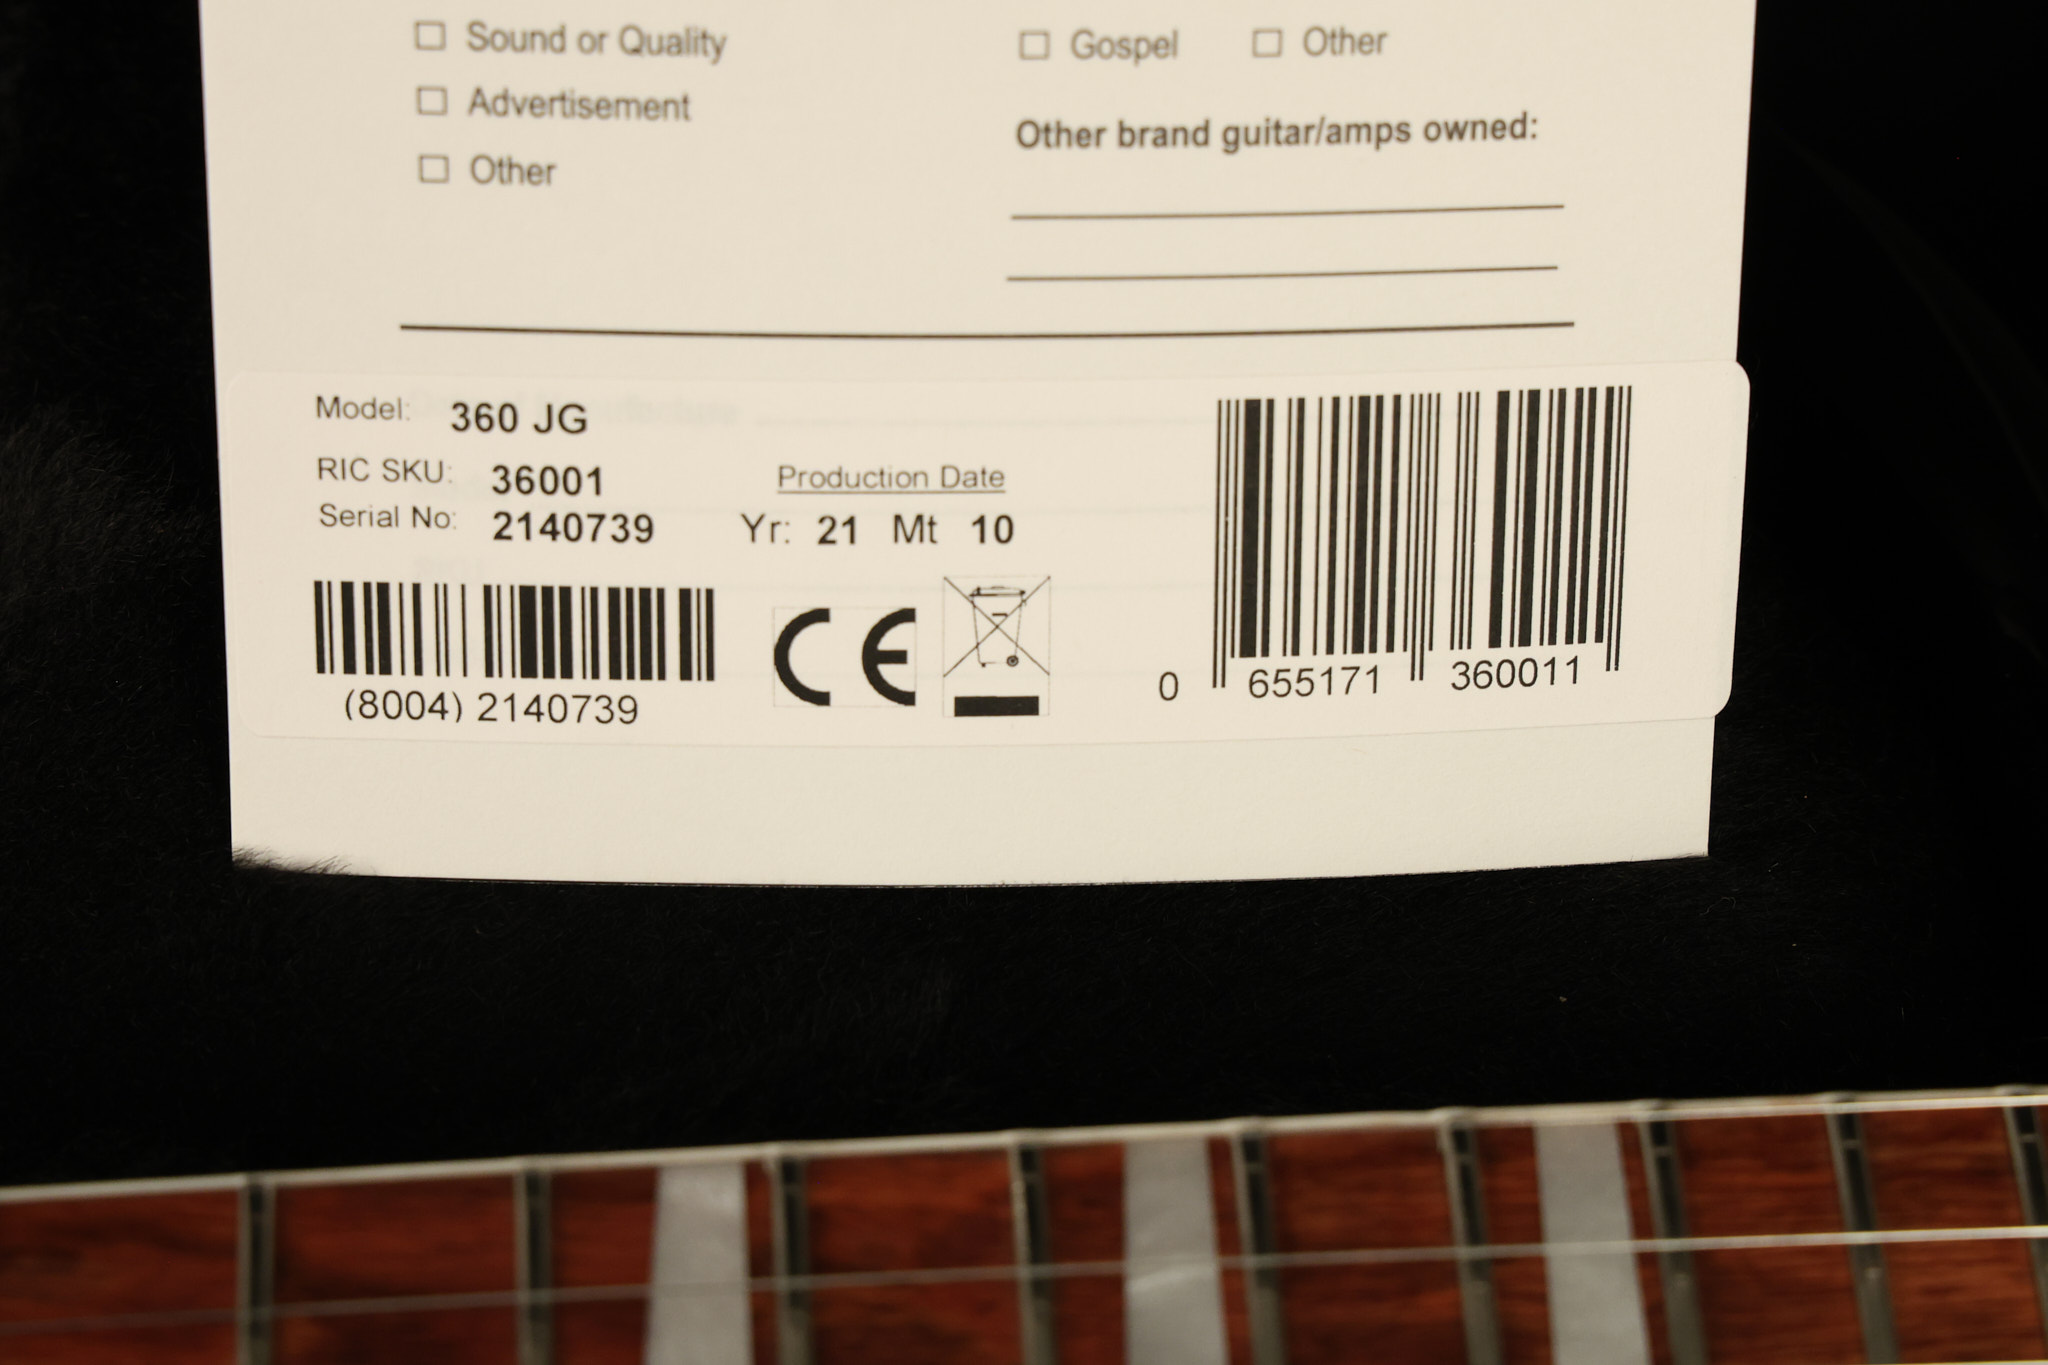 Sound or Quality
Gospel Other
Advertisement
Other brand guitar/amps owned:
Other
Model: 360 JG
RIC SKU: 36001
Production Date
Serial No: 2140739 Yr: 21 Mt 10
(8004) 2140739
CE
0 655171 360011